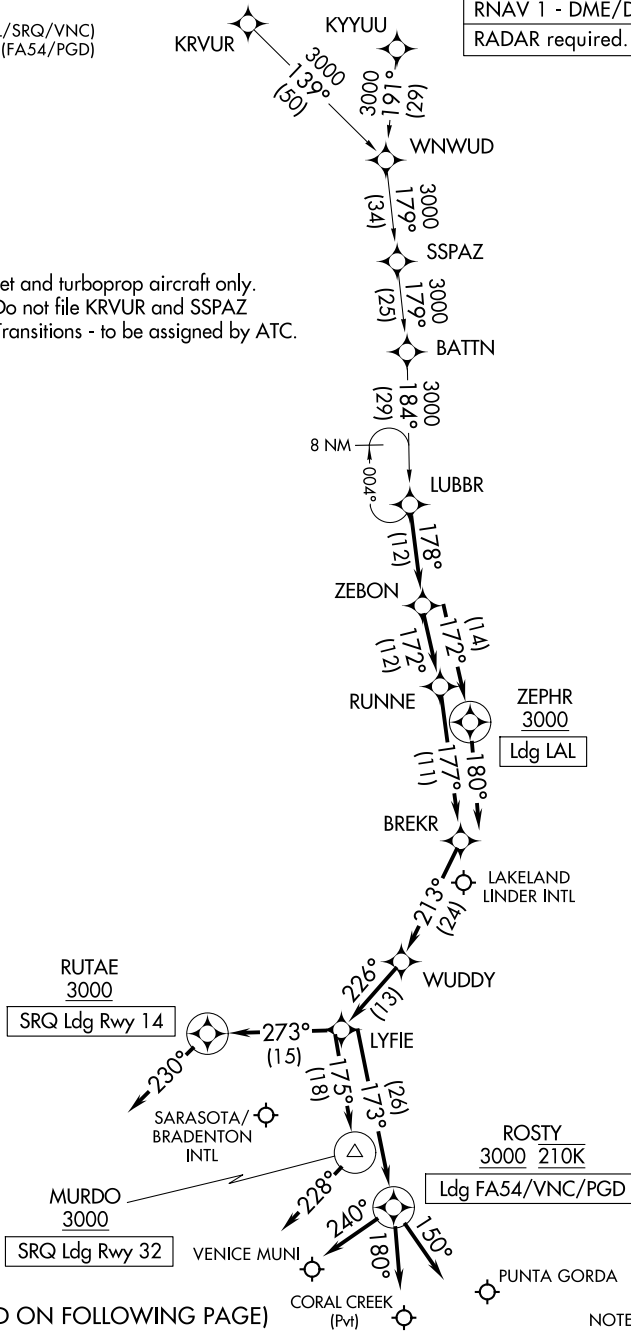 L/SRQ/VNC)
(FA54/PGD)
RNAV 1 - DME/D
RADAR required.
KRVUR
KYYUU
3000
139°
(50)
3000
191°
(29)
WNWUD
3000
179°
(34)
SSPAZ
et and turboprop aircraft only.
Do not file KRVUR and SSPAZ
Transitions - to be assigned by ATC.
3000
179°
(25)
BATTN
3000
184°
(29)
8 NM
004°
LUBBR
178°
(12)
ZEBON
172°
(14)
172°
(12)
RUNNE
ZEPHR
3000
Ldg LAL
177°
(11)
180°
BREKR
LAKELAND
LINDER INTL
213°
(24)
WUDDY
226°
(13)
RUTAE
3000
SRQ Ldg Rwy 14
LYFIE
273°
(15)
230°
175°
(18)
173°
(26)
SARASOTA/
BRADENTON
INTL
ROSTY
3000 210K
Ldg FA54/VNC/PGD
MURDO
3000
SRQ Ldg Rwy 32
228°
240°
180°
150°
VENICE MUNI
PUNTA GORDA
CORAL CREEK
(Pvt)
D ON FOLLOWING PAGE)
NOTE